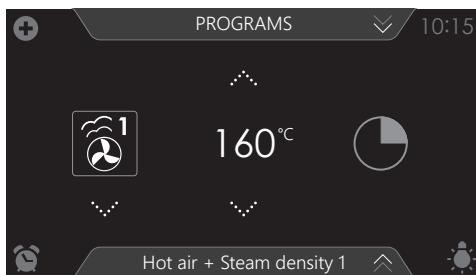 PROGRAMS
10:15
1
160°C
Hot air + Steam density 1